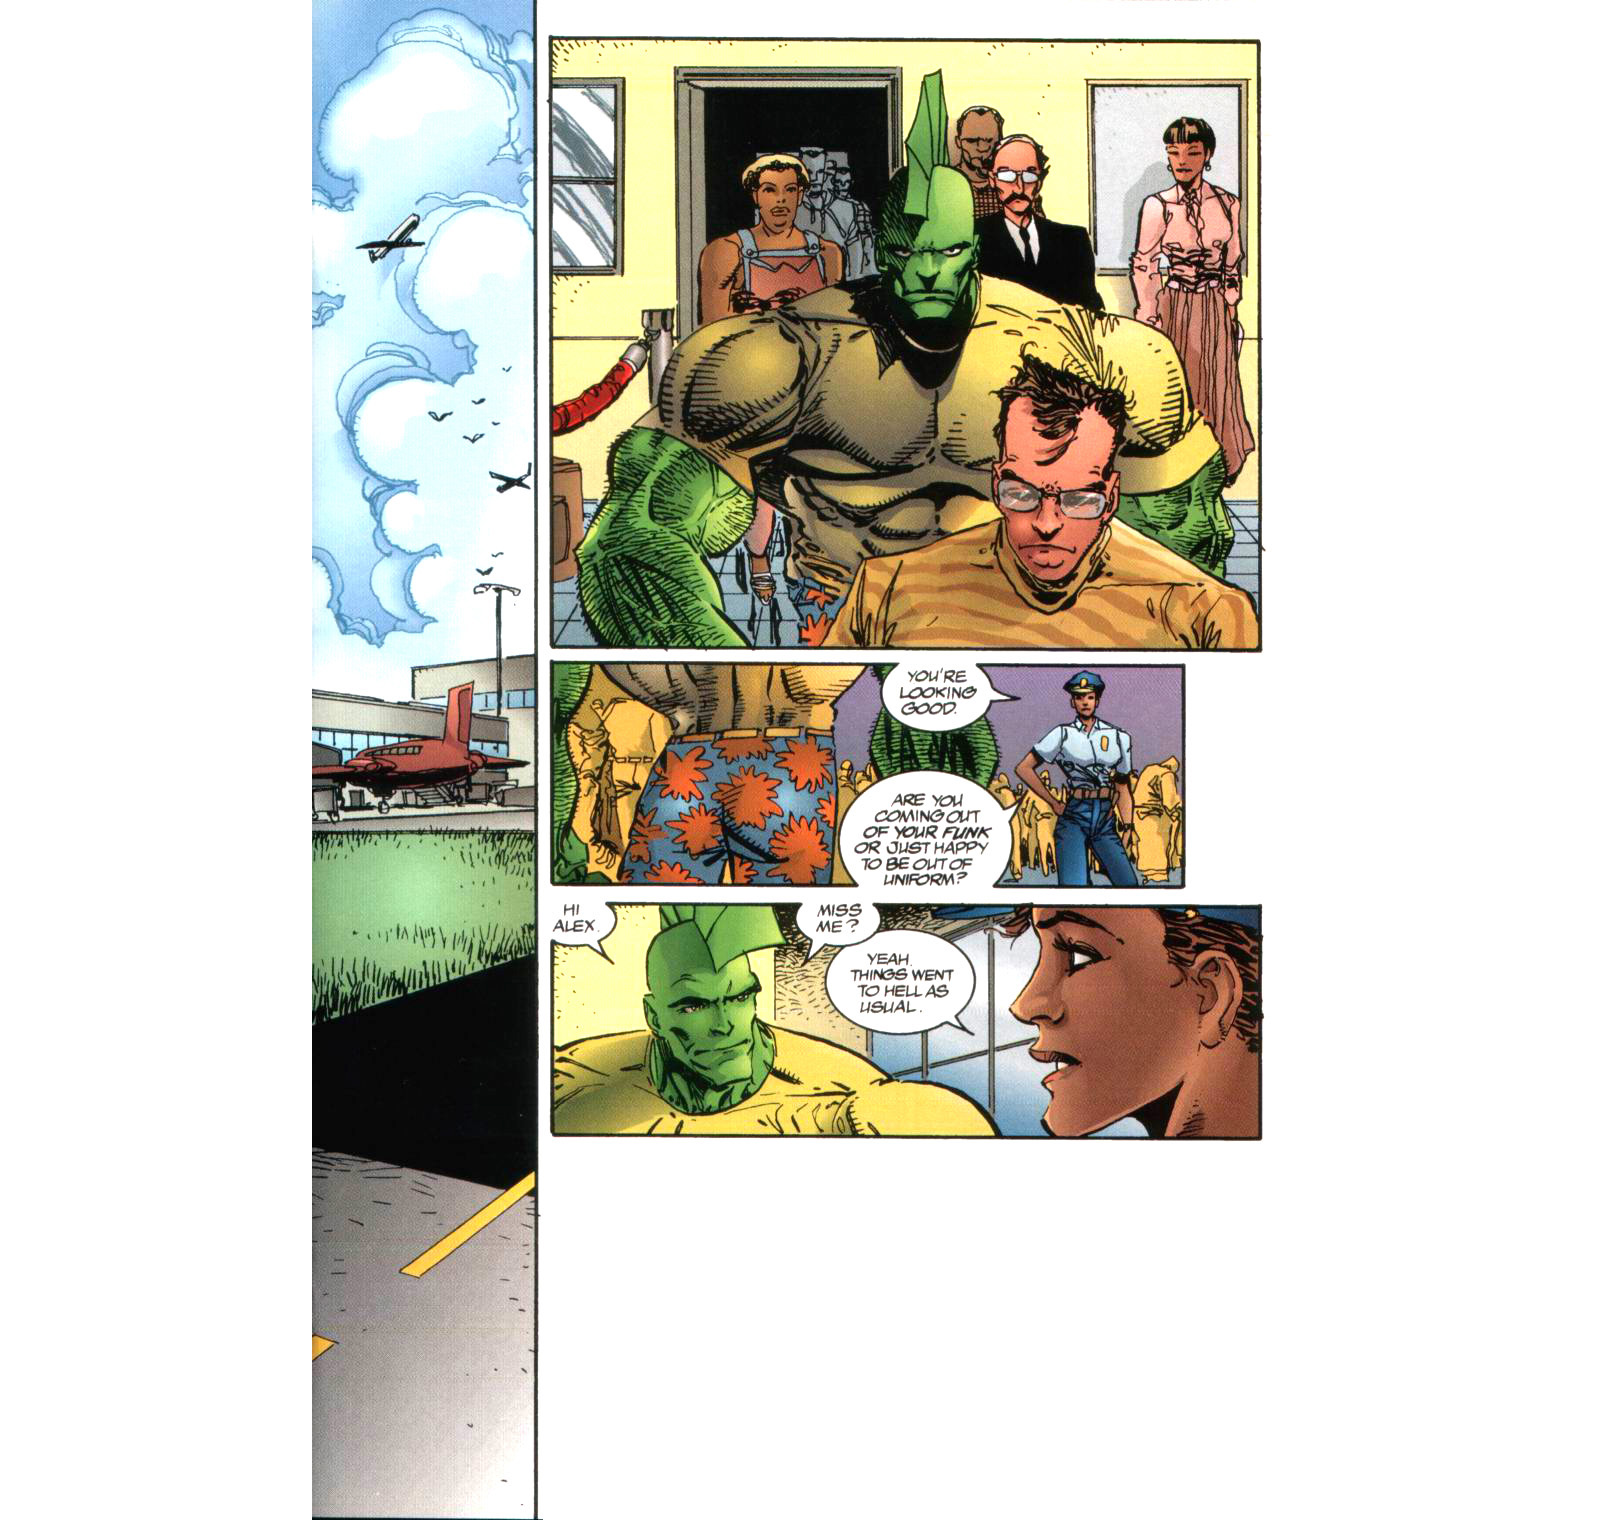 YOU'RE
LOOKING
GOOD.
ARE YOU
COMING OUT
OF YOUR FUNK
OR JUST HAPPY
TO BE OUT OF
UNIFORM?
HI
ALEX.
MISS
ME?
YEAH.
THINGS WENT
TO HELL AS
USUAL.